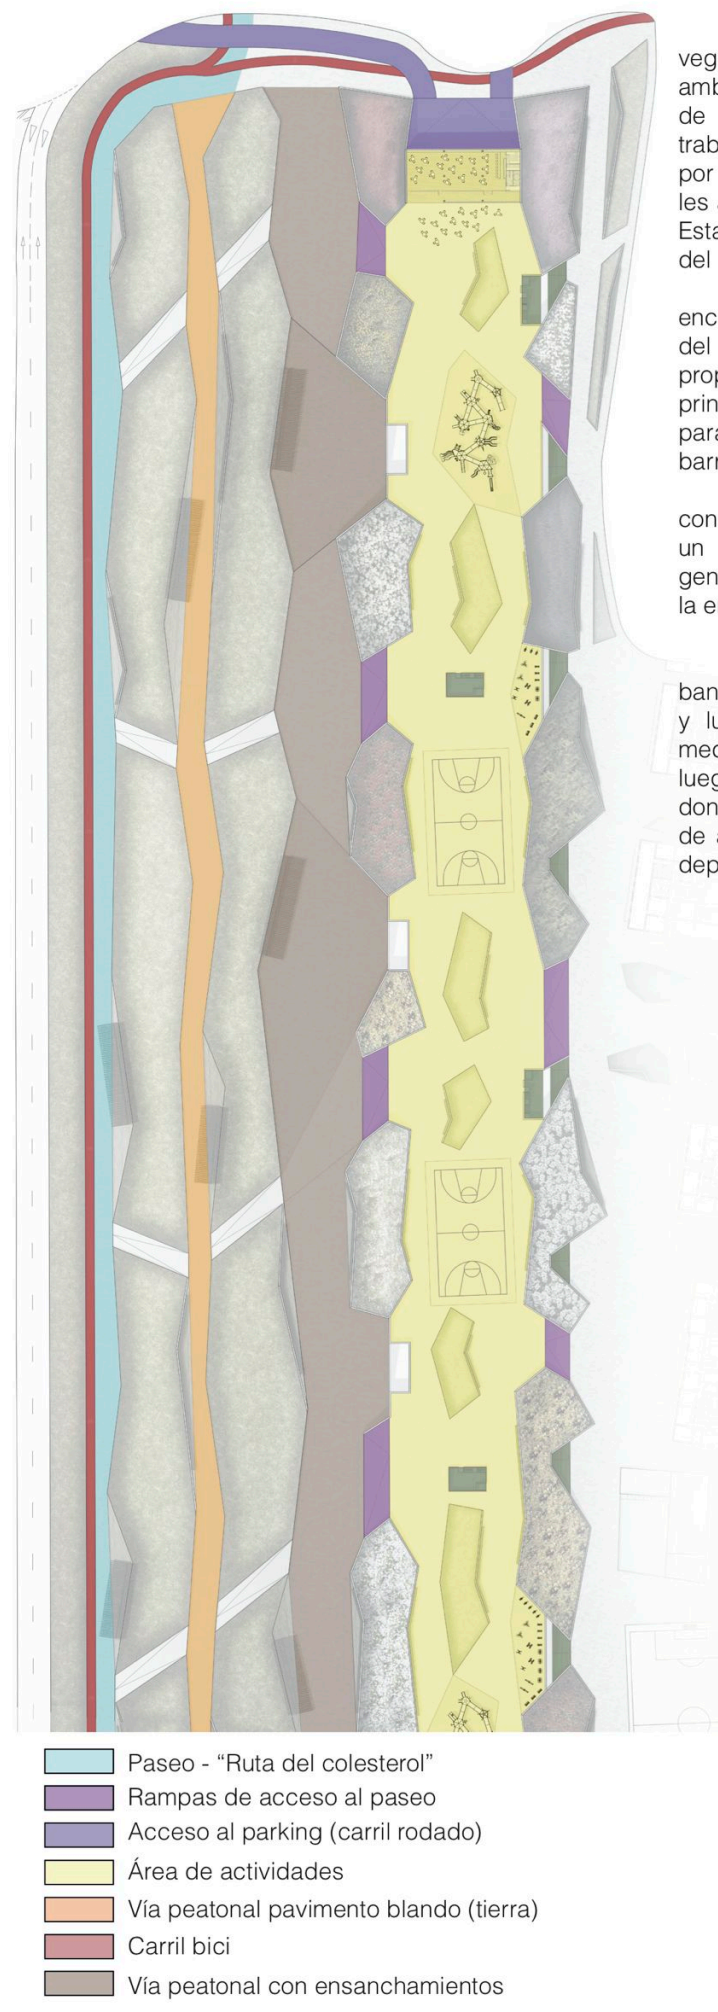 veg
amb
de
trab
por
les
Esta
del
enc
del
prop
prin
para
barr
con
un
gen
la e
ban
y lu
med
lueg
don
de a
dep
Paseo - “Ruta del colesterol”
Rampas de acceso al paseo
Acceso al parking (carril rodado)
Área de actividades
Vía peatonal pavimento blando (tierra)
Carril bici
Vía peatonal con ensanchamientos